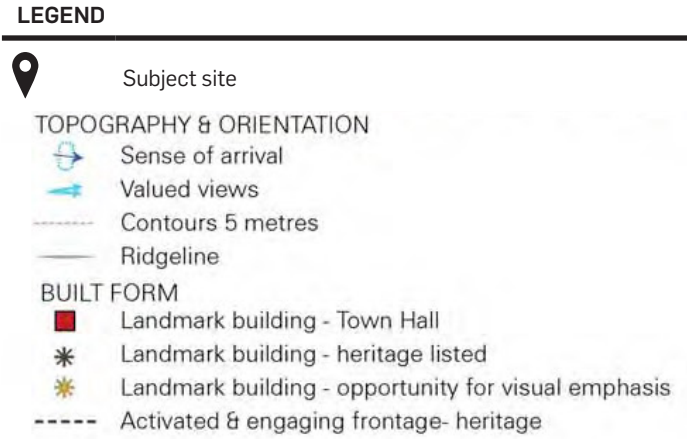 LEGEND
Subject site
TOPOGRAPHY & ORIENTATION
Sense of arrival
Valued views
Contours 5 metres
Ridgeline
BUILT FORM
Landmark building - Town Hall
Landmark building - heritage listed
Landmark building - opportunity for visual emphasis
Activated & engaging frontage- heritage